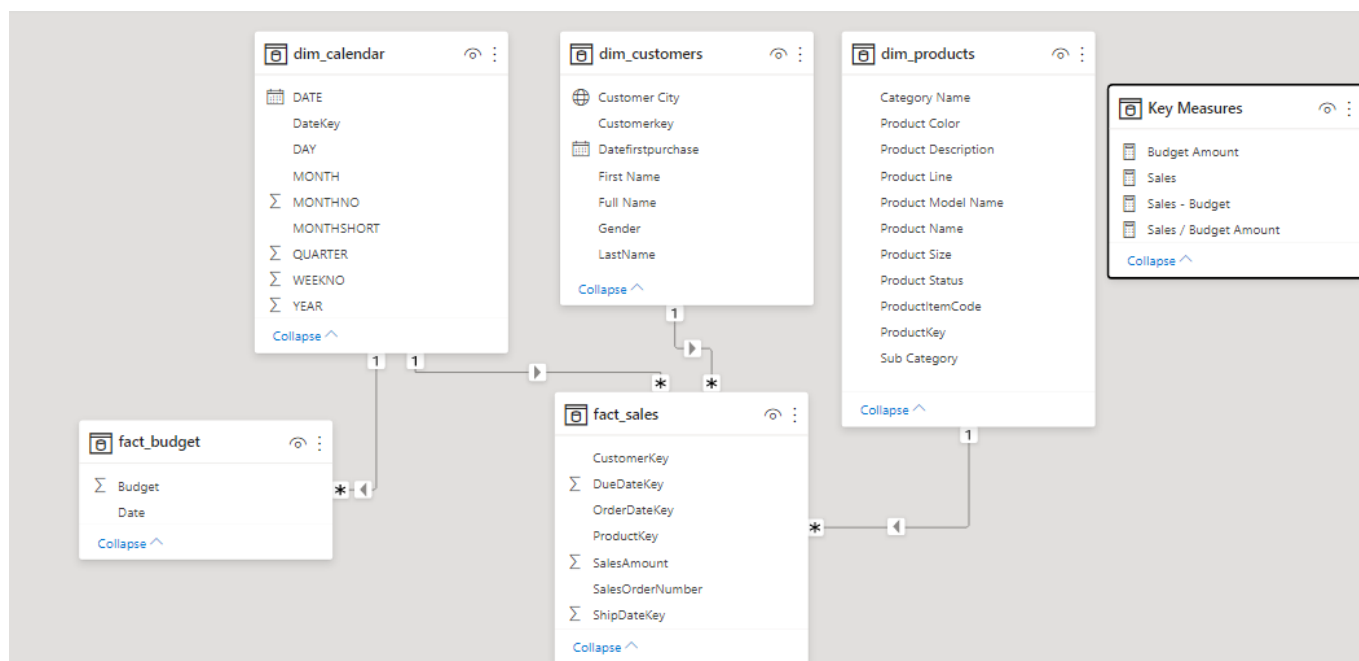 dim_calendar
DATE
DateKey
DAY
MONTH
MONTHNO
MONTHSHORT
QUARTER
WEEKNO
YEAR
Collapse
dim_customers
Customer City
Customerkey
Datefirstpurchase
First Name
Full Name
Gender
LastName
Collapse
dim_products
Category Name
Product Color
Product Description
Product Line
Product Model Name
Product Name
Product Size
Product Status
ProductItemCode
ProductKey
Sub Category
Collapse
Key Measures
Budget Amount
Sales
Sales - Budget
Sales / Budget Amount
Collapse
1
1
1
1
*
*
*
*
fact_budget
Budget
Date
Collapse
fact_sales
CustomerKey
DueDateKey
OrderDateKey
ProductKey
SalesAmount
SalesOrderNumber
ShipDateKey
Collapse